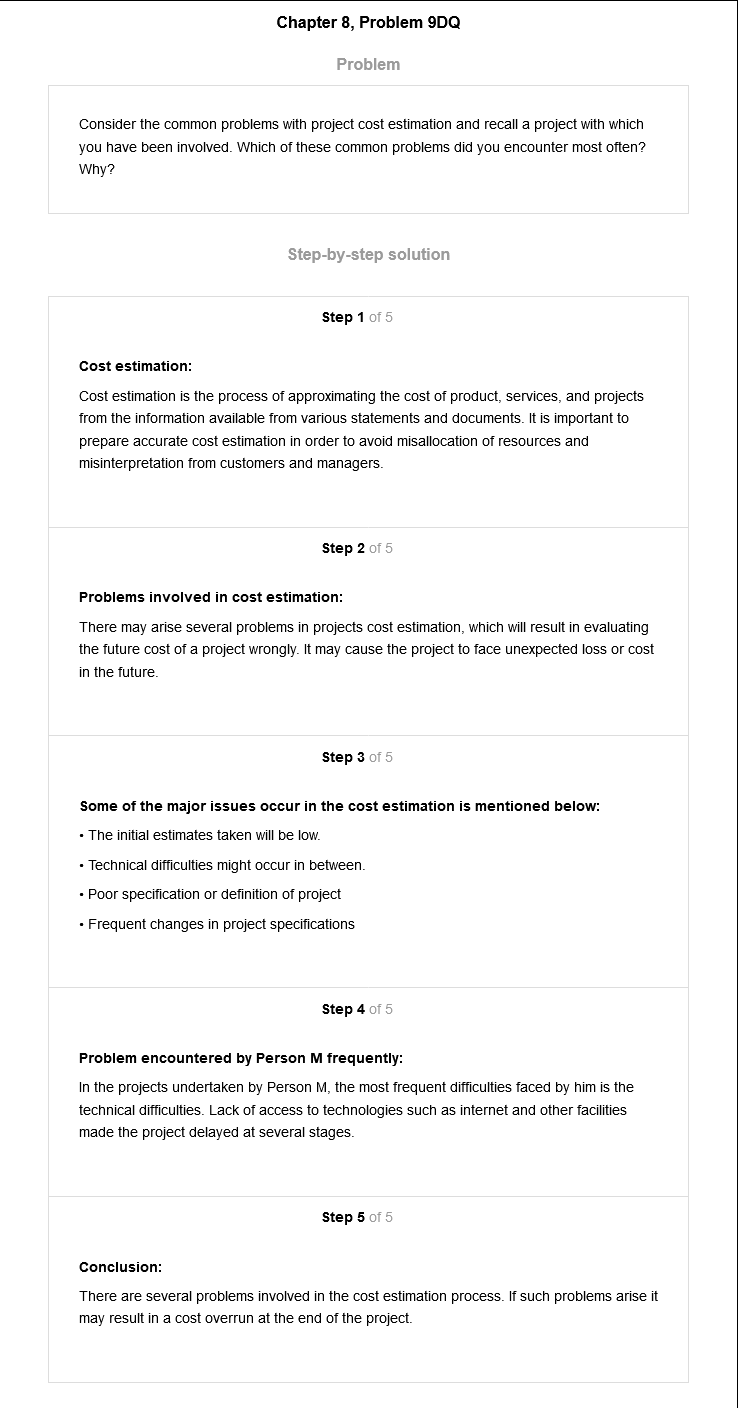 Chapter 8, Problem 9DQ
Problem
Consider the common problems with project cost estimation and recall a project with which
you have been involved. Which of these common problems did you encounter most often?
Why?
Step-by-step solution
Step 1 of 5
Cost estimation:
Cost estimation is the process of approximating the cost of product, services, and projects
from the information available from various statements and documents. It is important to
prepare accurate cost estimation in order to avoid misallocation of resources and
misinterpretation from customers and managers.
Step 2 of 5
Problems involved in cost estimation:
There may arise several problems in projects cost estimation, which will result in evaluating
the future cost of a project wrongly. It may cause the project to face unexpected loss or cost
in the future.
Step 3 of 5
Some of the major issues occur in the cost estimation is mentioned below:
• The initial estimates taken will be low.
• Technical difficulties might occur in between.
• Poor specification or definition of project
• Frequent changes in project specifications
Step 4 of 5
Problem encountered by Person M frequently:
In the projects undertaken by Person M, the most frequent difficulties faced by him is the
technical difficulties. Lack of access to technologies such as internet and other facilities
made the project delayed at several stages.
Step 5 of 5
Conclusion:
There are several problems involved in the cost estimation process. If such problems arise it
may result in a cost overrun at the end of the project.